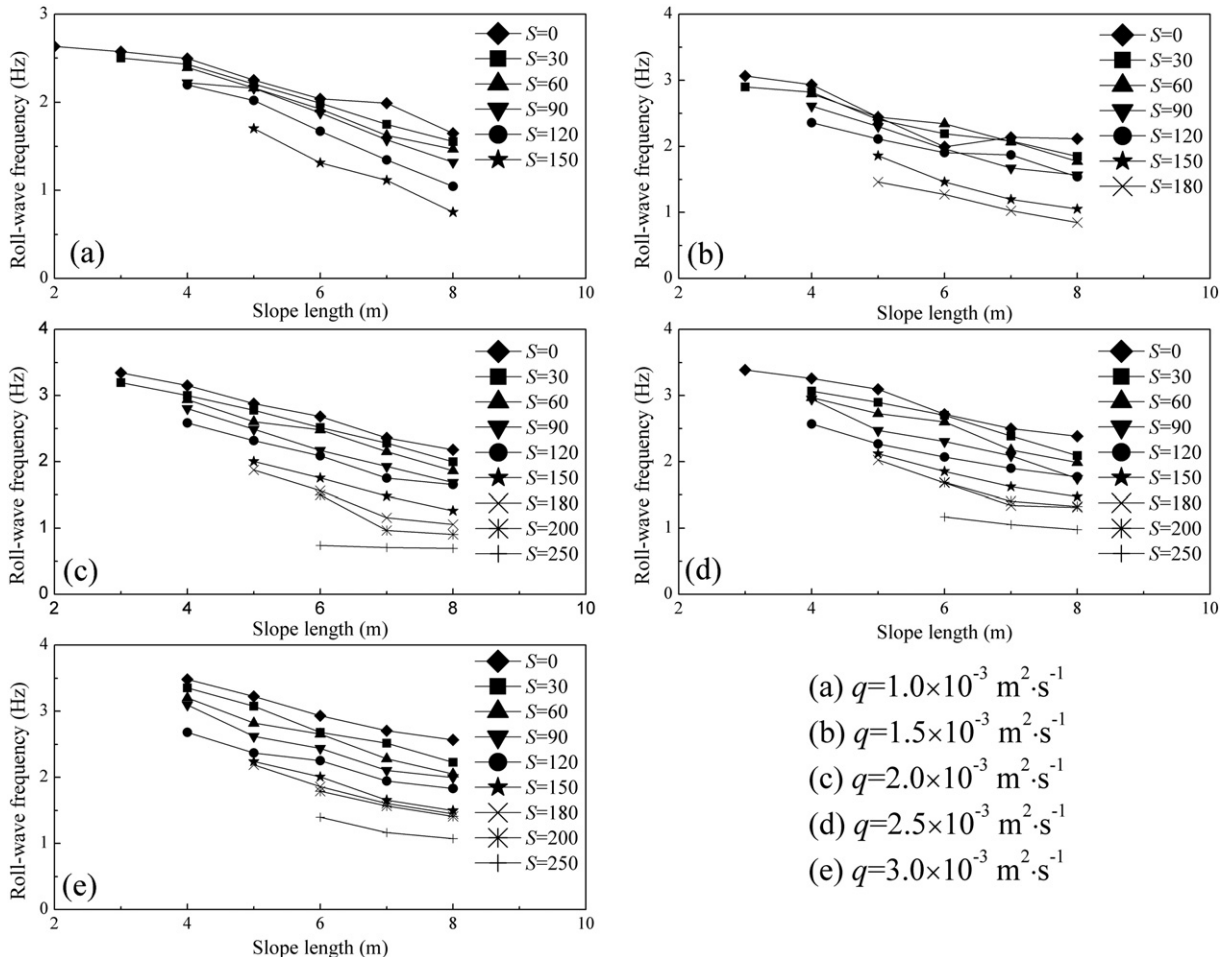 Roll-wave frequency (Hz)
3
2
1
0
2
4
6
8
10
Slope length (m)
(a)
S=0
S=30
S=60
S=90
S=120
S=150
Roll-wave frequency (Hz)
4
3
2
1
0
2
4
6
8
10
Slope length (m)
(b)
S=0
S=30
S=60
S=90
S=120
S=150
S=180
Roll-wave frequency (Hz)
4
3
2
1
0
2
4
6
8
10
Slope length (m)
(c)
S=0
S=30
S=60
S=90
S=120
S=150
S=180
S=200
S=250
Roll-wave frequency (Hz)
4
3
2
1
0
2
4
6
8
10
Slope length (m)
(d)
S=0
S=30
S=60
S=90
S=120
S=150
S=180
S=200
S=250
Roll-wave frequency (Hz)
4
3
2
1
0
2
4
6
8
10
Slope length (m)
(e)
S=0
S=30
S=60
S=90
S=120
S=150
S=180
S=200
S=250
(a) q=1.0×10⁻³ m²·s⁻¹
(b) q=1.5×10⁻³ m²·s⁻¹
(c) q=2.0×10⁻³ m²·s⁻¹
(d) q=2.5×10⁻³ m²·s⁻¹
(e) q=3.0×10⁻³ m²·s⁻¹